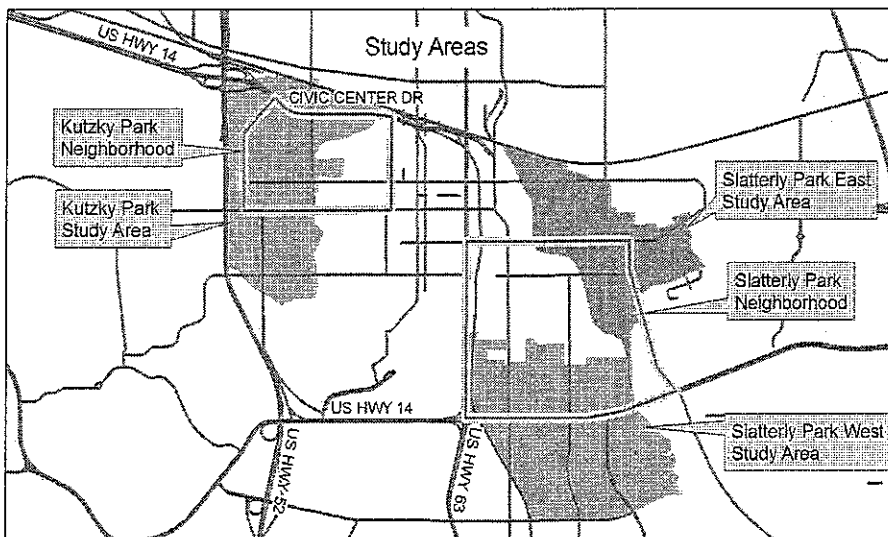 US HWY 14
Study Areas
CIVIC CENTER DR
Kutzky Park
Neighborhood
Kutzky Park
Study Area
Slatterly Park East
Study Area
Slatterly Park
Neighborhood
Slatterly Park West
Study Area
US HWY 14
US HWY 52
US HWY 63